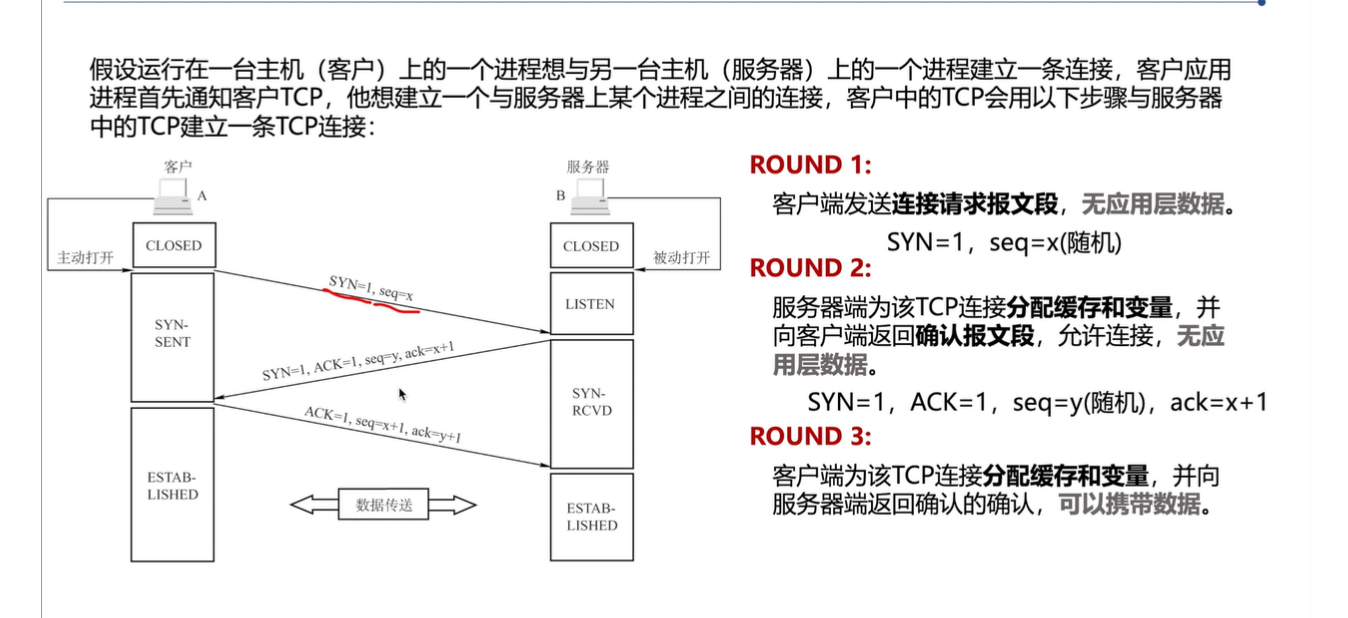 假设运行在一台主机（客户）上的一个进程想与另一台主机（服务器）上的一个进程建立一条连接，客户应用
进程首先通知客户TCP，他想建立一个与服务器上某个进程之间的连接，客户中的TCP会用以下步骤与服务器
中的TCP建立一条TCP连接：
客户
A
服务器
B
主动打开
CLOSED
CLOSED
被动打开
SYN=1, seq=x
LISTEN
SYN-
SENT
SYN=1, ACK=1, seq=y, ack=x+1
SYN-
RCVD
ACK=1, seq=x+1, ack=y+1
ESTAB-
LISHED
数据传送
ESTAB-
LISHED
ROUND 1:
客户端发送连接请求报文段，无应用层数据。
SYN=1，seq=x(随机)
ROUND 2:
服务器端为该TCP连接分配缓存和变量，并
向客户端返回确认报文段，允许连接，无应
用层数据。
SYN=1，ACK=1，seq=y(随机)，ack=x+1
ROUND 3:
客户端为该TCP连接分配缓存和变量，并向
服务器端返回确认的确认，可以携带数据。